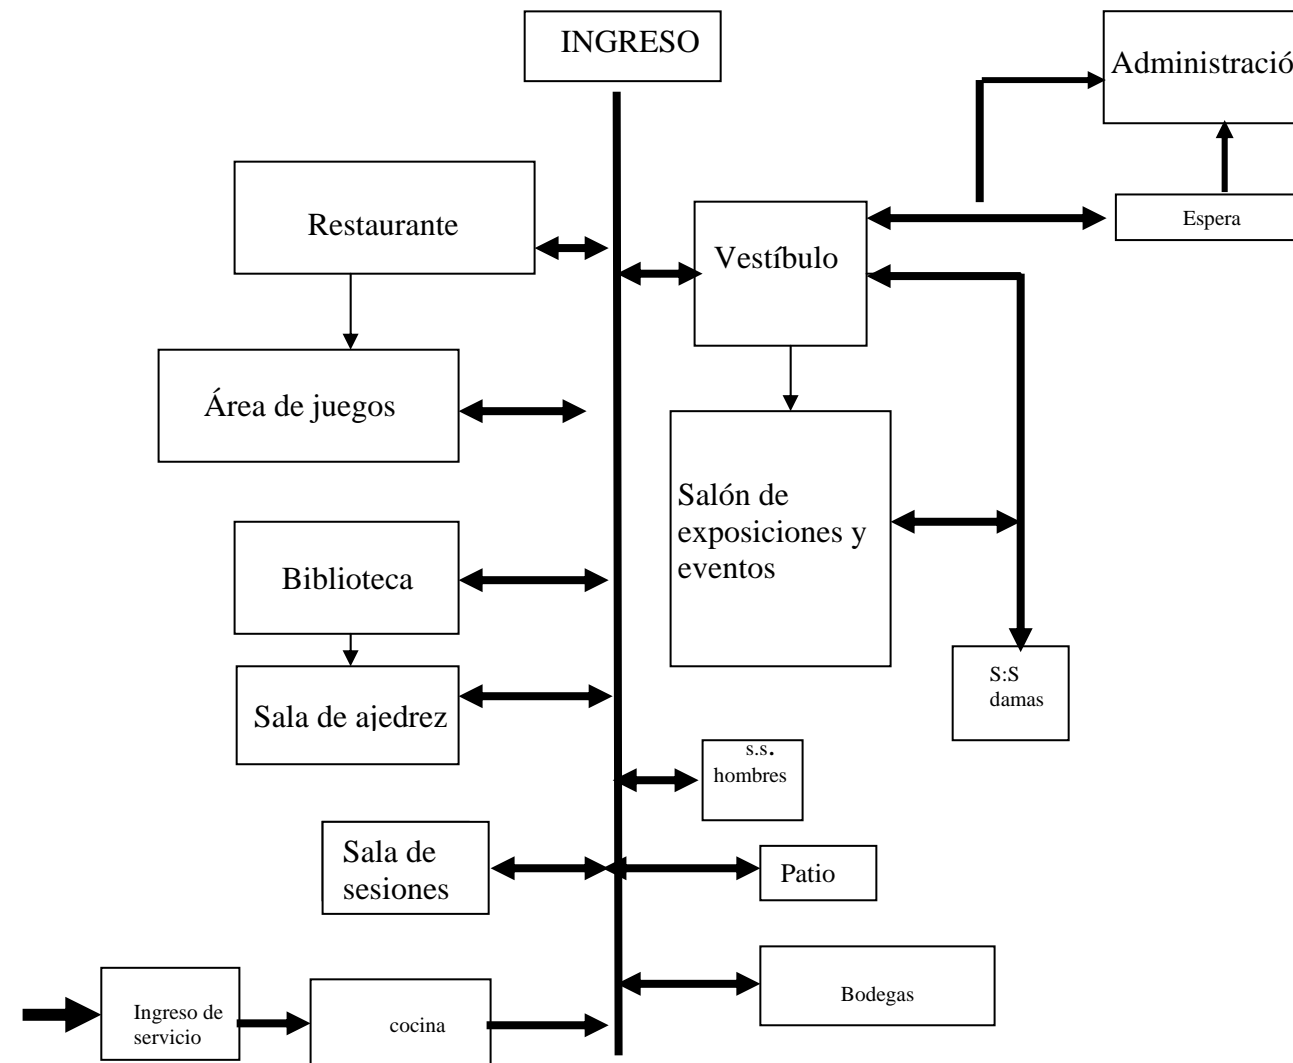 INGRESO
Administració
Restaurante
Espera
Vestíbulo
Área de juegos
Salón de
exposiciones y
eventos
Biblioteca
S:S
damas
Sala de ajedrez
s.s.
hombres
Sala de
sesiones
Patio
Bodegas
Ingreso de
servicio
cocina